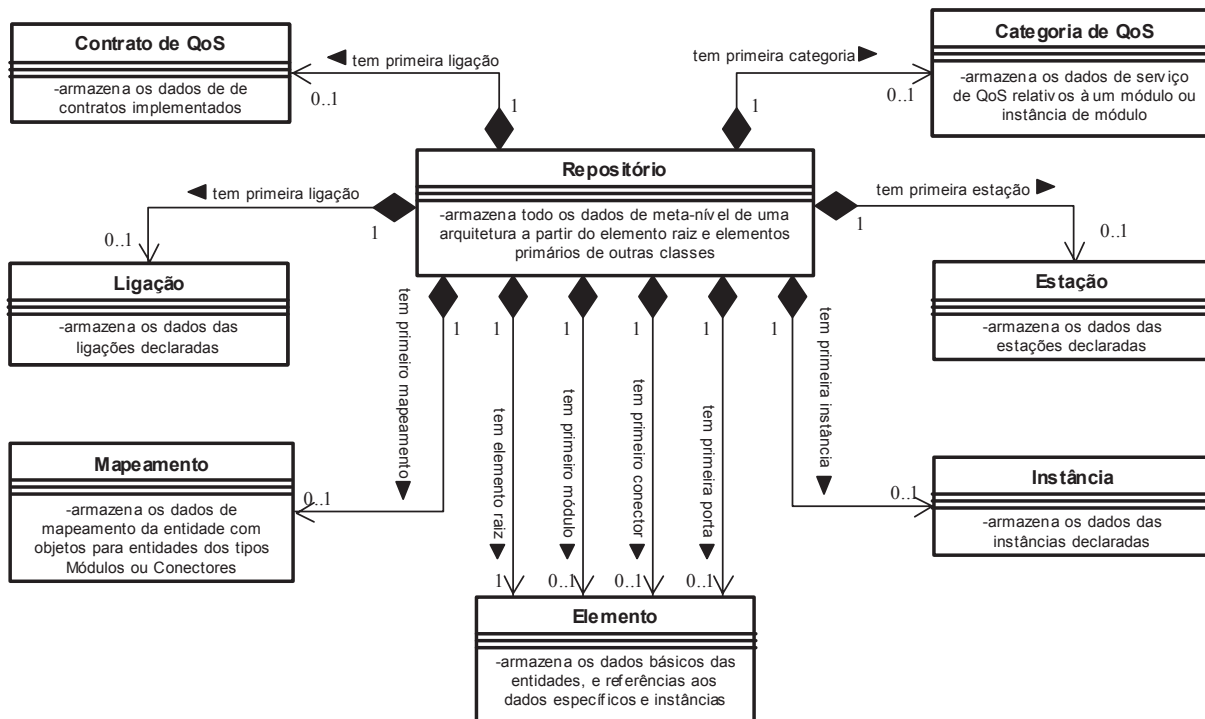 Contrato de QoS
-armazena os dados de de
contratos implementados
tem primeira ligação
0..1
1
tem primeira categoria
1
0..1
Categoria de QoS
-armazena os dados de serviço
de QoS relativos à um módulo ou
instância de módulo
Repositório
-armazena todo os dados de meta-nível de uma
arquitetura a partir do elemento raiz e elementos
primários de outras classes
tem primeira ligação
1
0..1
tem primeira estação
1
0..1
Ligação
-armazena os dados das
ligações declaradas
Estação
-armazena os dados das
estações declaradas
1
1
1
1
1
1
tem primeiro mapeamento
tem elemento raiz
tem primeiro módulo
tem primeiro conector
tem primeira porta
tem primeira instância
Mapeamento
-armazena os dados de
mapeamento da entidade com
objetos para entidades dos tipos
Módulos ou Conectores
0..1
0..1
Instância
-armazena os dados das
instâncias declaradas
1
0..1
0..1
0..1
Elemento
-armazena os dados básicos das
entidades, e referências aos
dados específicos e instâncias